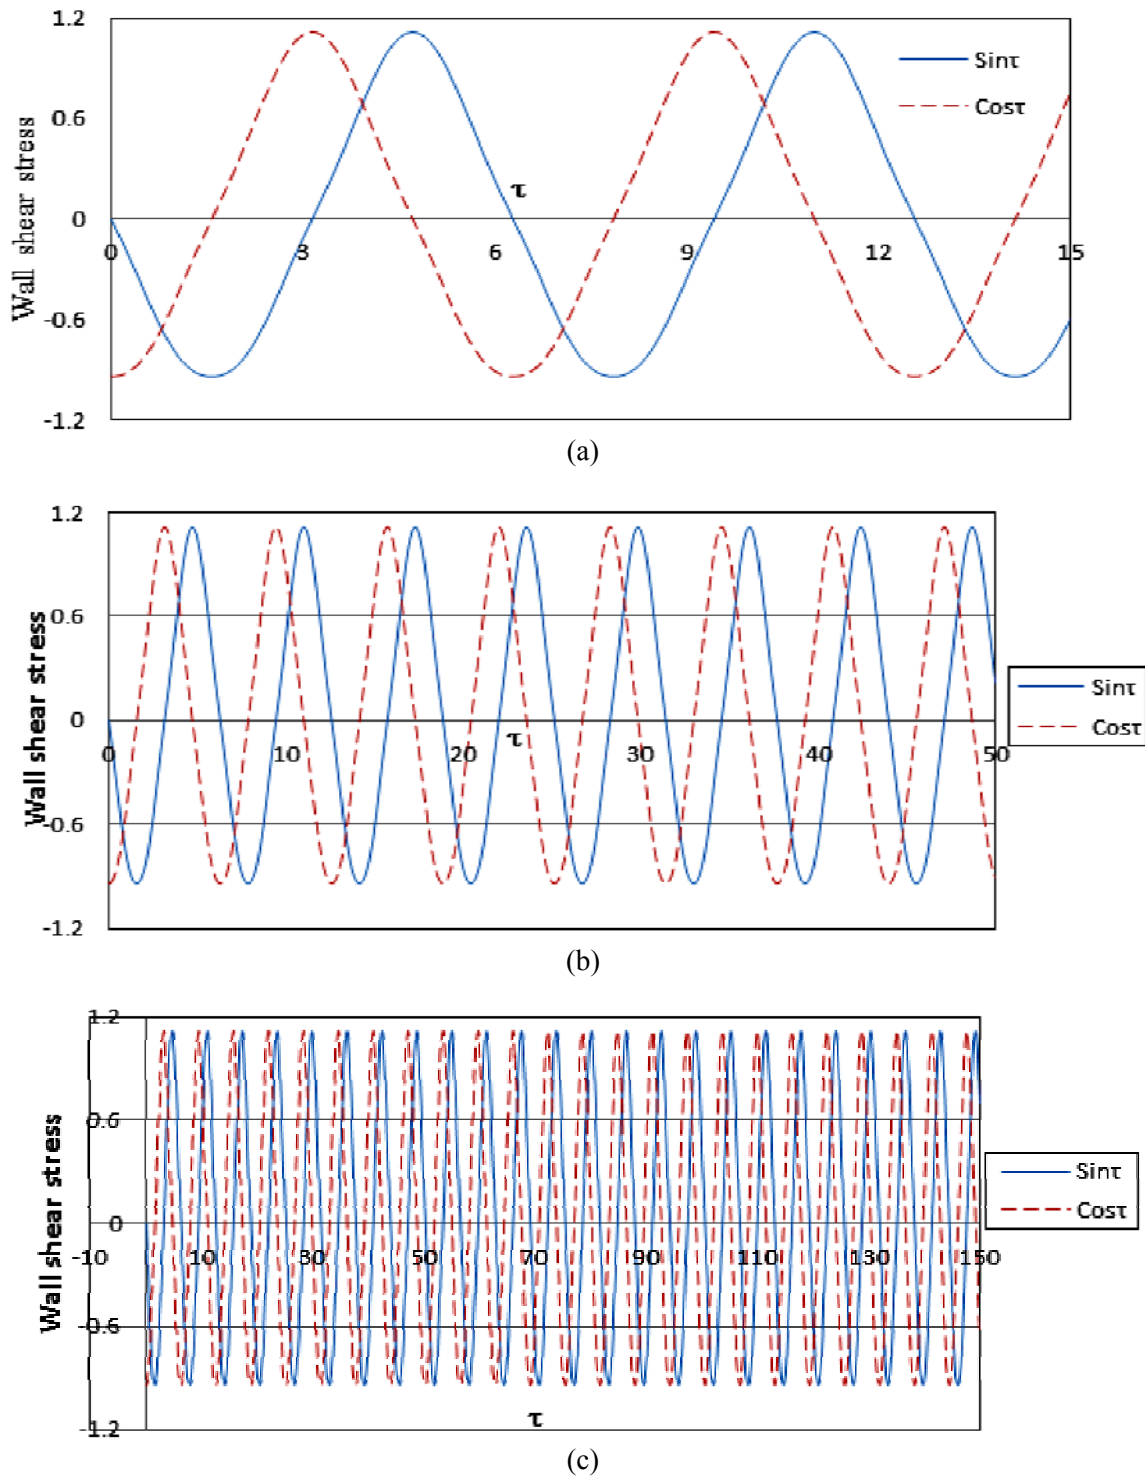 1.2
Sinτ
Cosτ
0.6
Wall shear stress
τ
0
0 3 6 9 12 15
-0.6
-1.2
(a)
1.2
0.6
Wall shear stress
Sinτ
Cosτ
0
τ
0 10 20 30 40 50
-0.6
-1.2
(b)
1.2
0.6
Wall shear stress
Sinτ
Cosτ
0
-10 10 30 50 70 90 110 130 150
-0.6
τ
-1.2
(c)